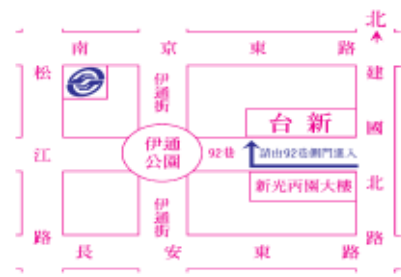 北
南京東路
松江路
建國北路
伊通街
台新
伊通公園
92巷
請由92巷側門進入
新光丙園大樓
伊通街
長安東路